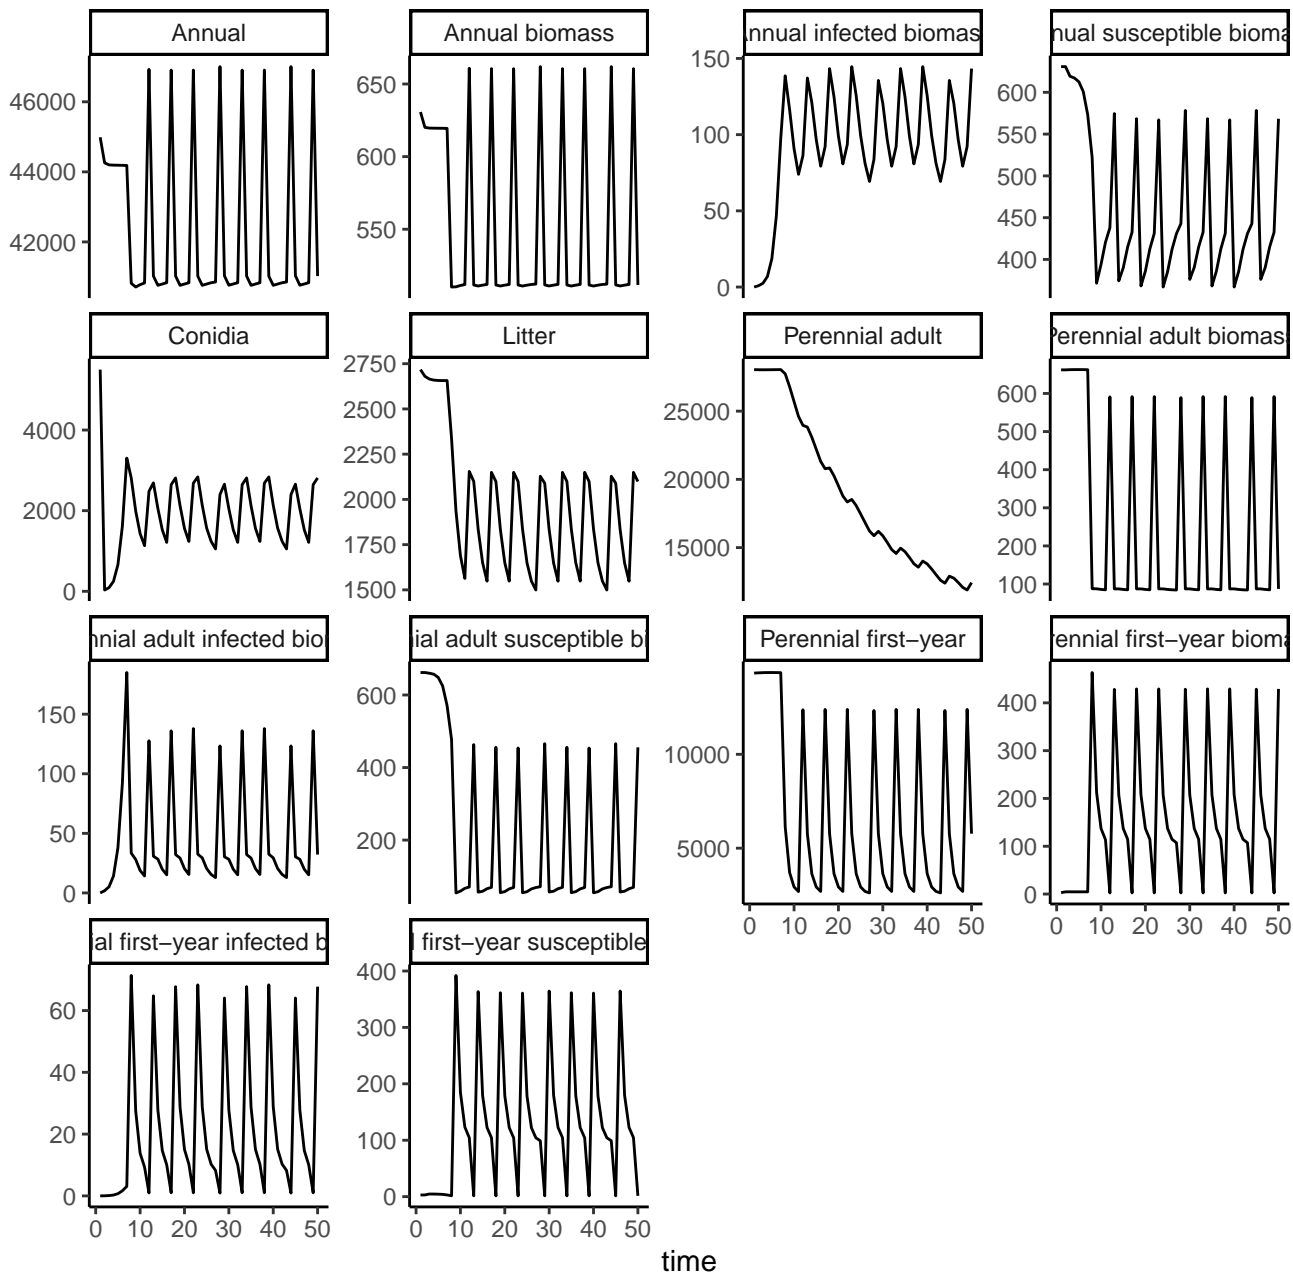 Annual
Annual biomass
Annual infected biomas
nual susceptible bioma
46000
44000
42000
650
600
550
150
100
50
0
600
550
500
450
400
Conidia
Litter
Perennial adult
Perennial adult biomas
4000
2000
0
2750
2500
2250
2000
1750
1500
25000
20000
15000
600
500
400
300
200
100
nnial adult infected bio
ial adult susceptible b
Perennial first−year
rennial first−year bioma
150
100
50
0
600
400
200
10000
5000
400
300
200
100
0
0 10 20 30 40 50
0 10 20 30 40 50
ial first−year infected b
l first−year susceptible
60
40
20
0
400
300
200
100
0
0 10 20 30 40 50
0 10 20 30 40 50
time